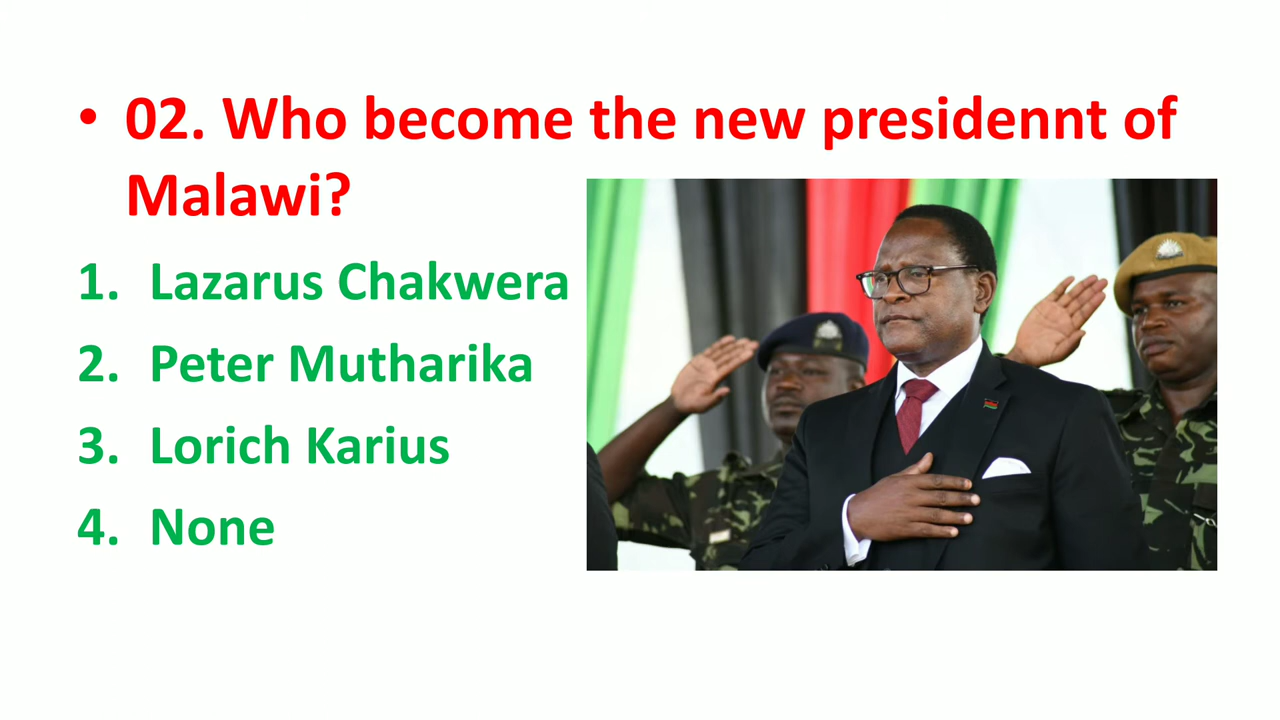 • 02. Who become the new presidennt of
Malawi?
1. Lazarus Chakwera
2. Peter Mutharika
3. Lorich Karius
4. None